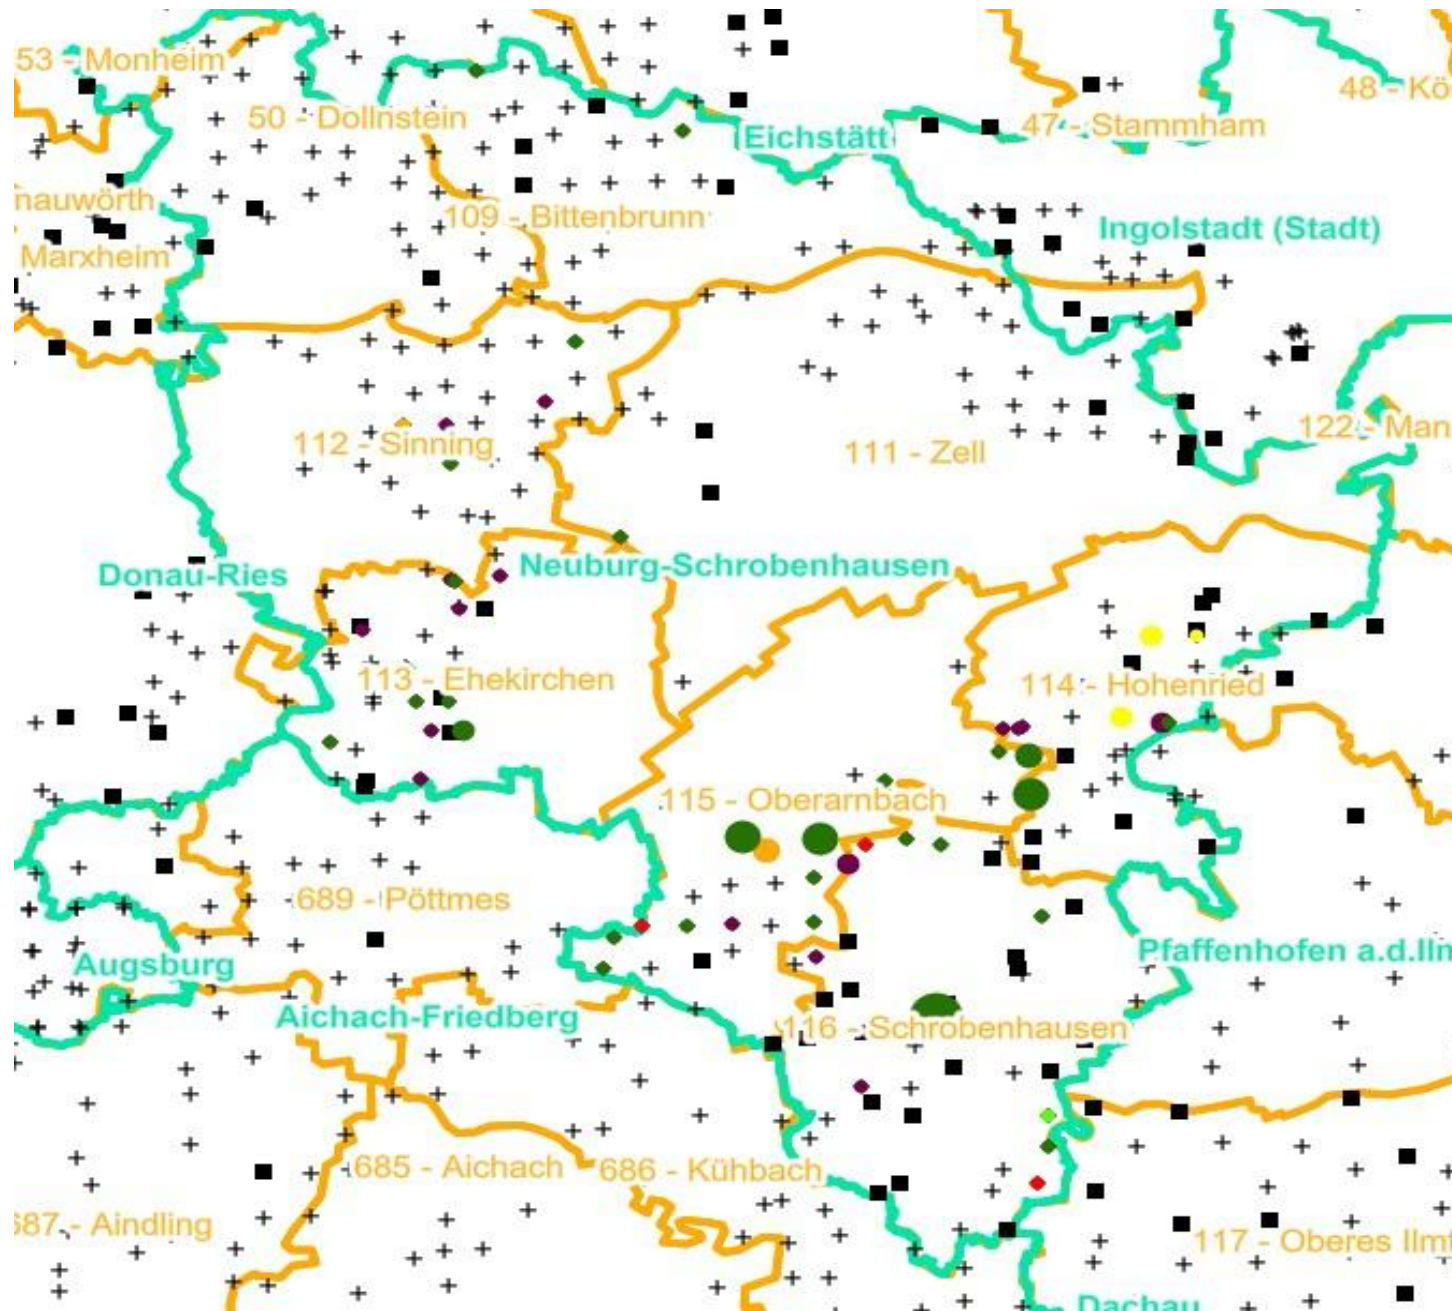 53 - Monheim
48 - Kö
50 - Dollnstein
47 - Stammham
Eichstätt
nauwörth
109 - Bittenbrunn
Ingolstadt (Stadt)
Marxheim
122 - Man
112 - Sinning
111 - Zell
Neuburg-Schrobenhausen
Donau-Ries
113 - Ehekirchen
114 - Hohenried
115 - Oberarnbach
689 - Pöttmes
Pfaffenhofen a.d.Ilm
Augsburg
Aichach-Friedberg
116 - Schrobenhausen
685 - Aichach
686 - Kühbach
687 - Aindling
117 - Oberes Ilmt
Dachau